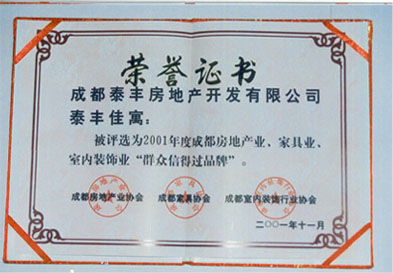 荣誉证书
成都泰丰房地产开发有限公司
泰丰佳寓：
被评选为2001年度成都房地产业、家具业、
室内装饰业“群众信得过品牌”。
成都房地产业协会 成都家具协会 成都室内装饰行业协会
二〇〇一年十一月